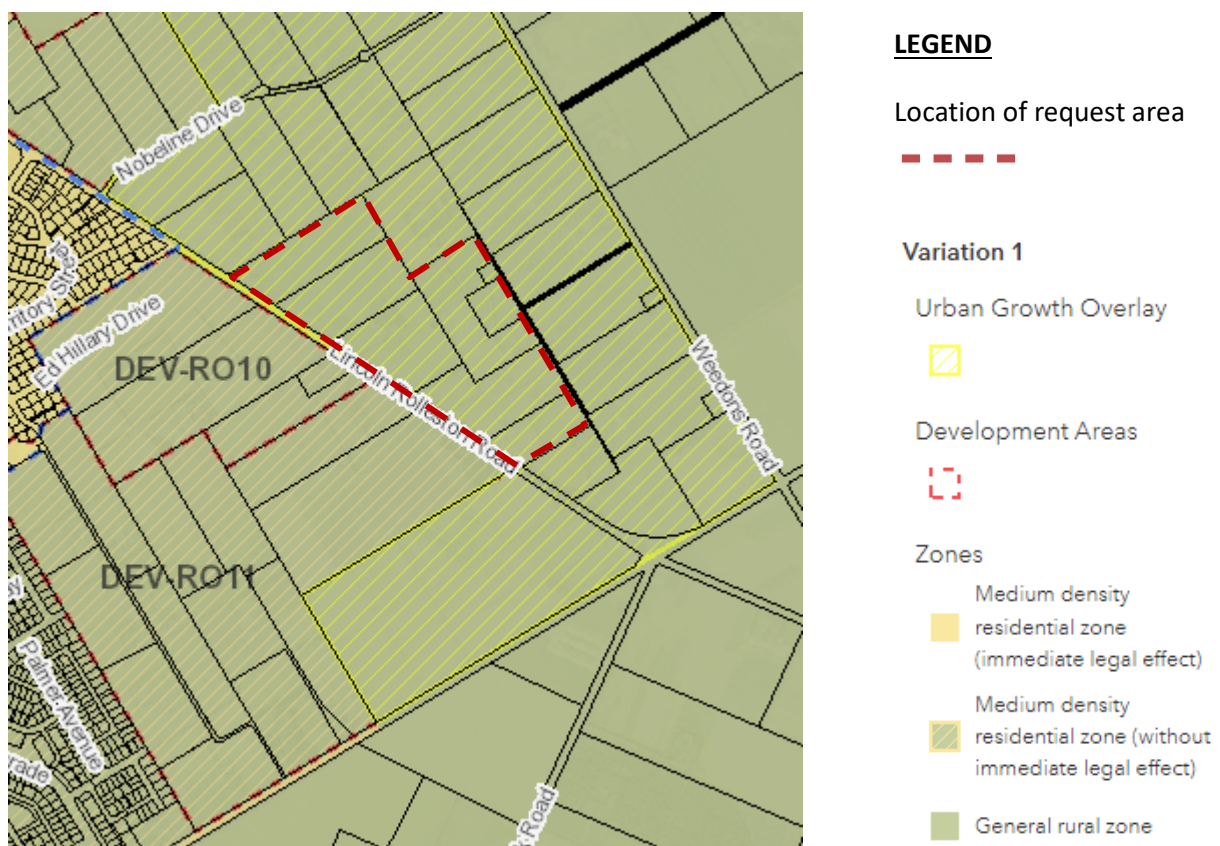 LEGEND
Location of request area
Variation 1
Urban Growth Overlay
Development Areas
Zones
Medium density
residential zone
(immediate legal effect)
Medium density
residential zone (without
immediate legal effect)
General rural zone
Nobeline Drive
Ed Hillary Drive
DEV-RO10
Lincoln Rolleston Road
Weedons Road
DEV-RO11
Palmer Avenue
Road